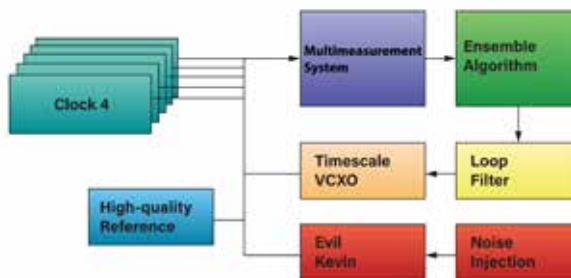 Clock 4
Multimeasurement
System
Ensemble
Algorithm
Timescale
VCXO
Loop
Filter
High-quality
Reference
Evil
Kevin
Noise
Injection